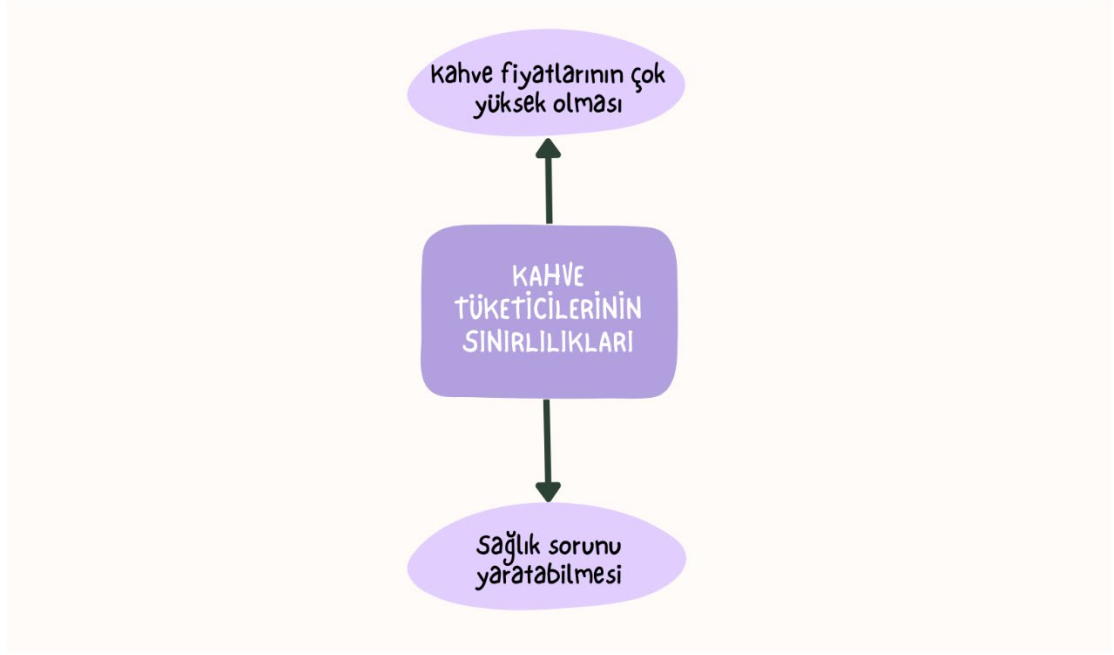 Kahve fiyatlarının çok
yüksek olması
KAHVE
TÜKETİCİLERİNİN
SINIRLILIKLARI
Sağlık sorunu
yaratabilmesi